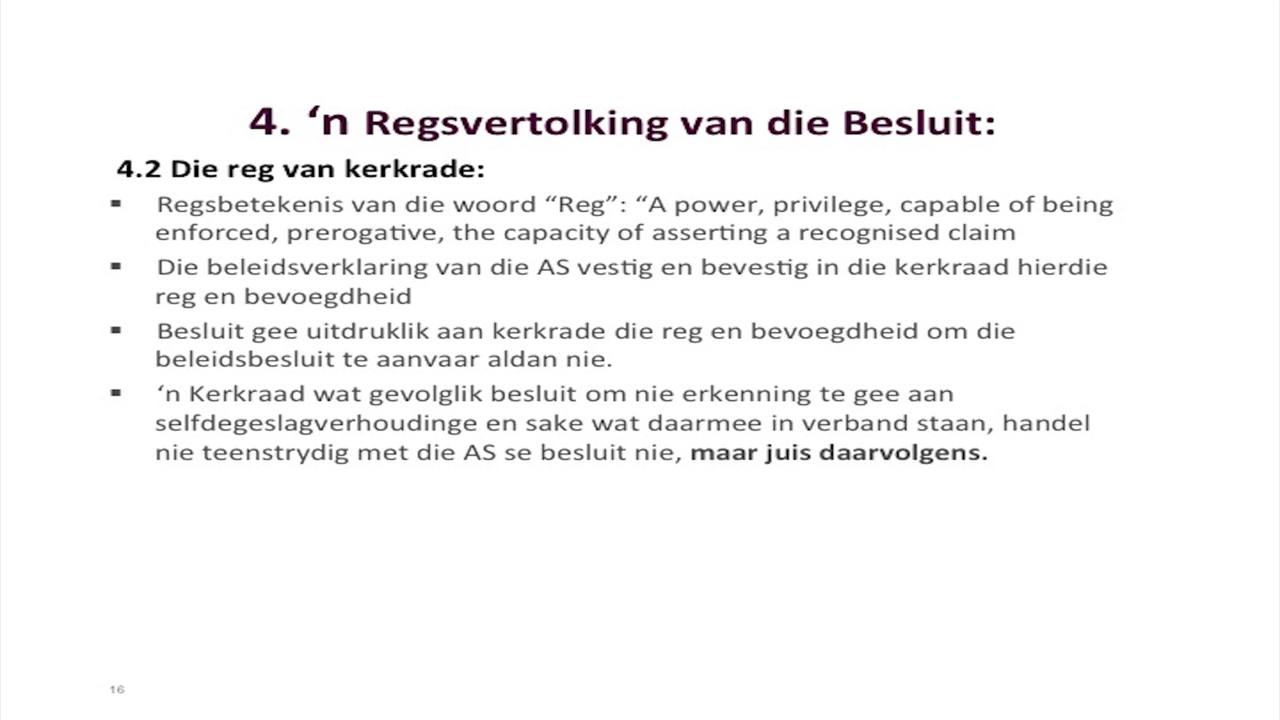 4. ‘n Regsvertolking van die Besluit:
4.2 Die reg van kerkrade:
▪ Regsbetekenis van die woord “Reg”: “A power, privilege, capable of being
enforced, prerogative, the capacity of asserting a recognised claim
▪ Die beleidsverklaring van die AS vestig en bevestig in die kerkraad hierdie
reg en bevoegdheid
▪ Besluit gee uitdruklik aan kerkrade die reg en bevoegdheid om die
beleidsbesluit te aanvaar aldan nie.
▪ ‘n Kerkraad wat gevolglik besluit om nie erkenning te gee aan
selfdegeslagverhoudinge en sake wat daarmee in verband staan, handel
nie teenstrydig met die AS se besluit nie, maar juis daarvolgens.
16